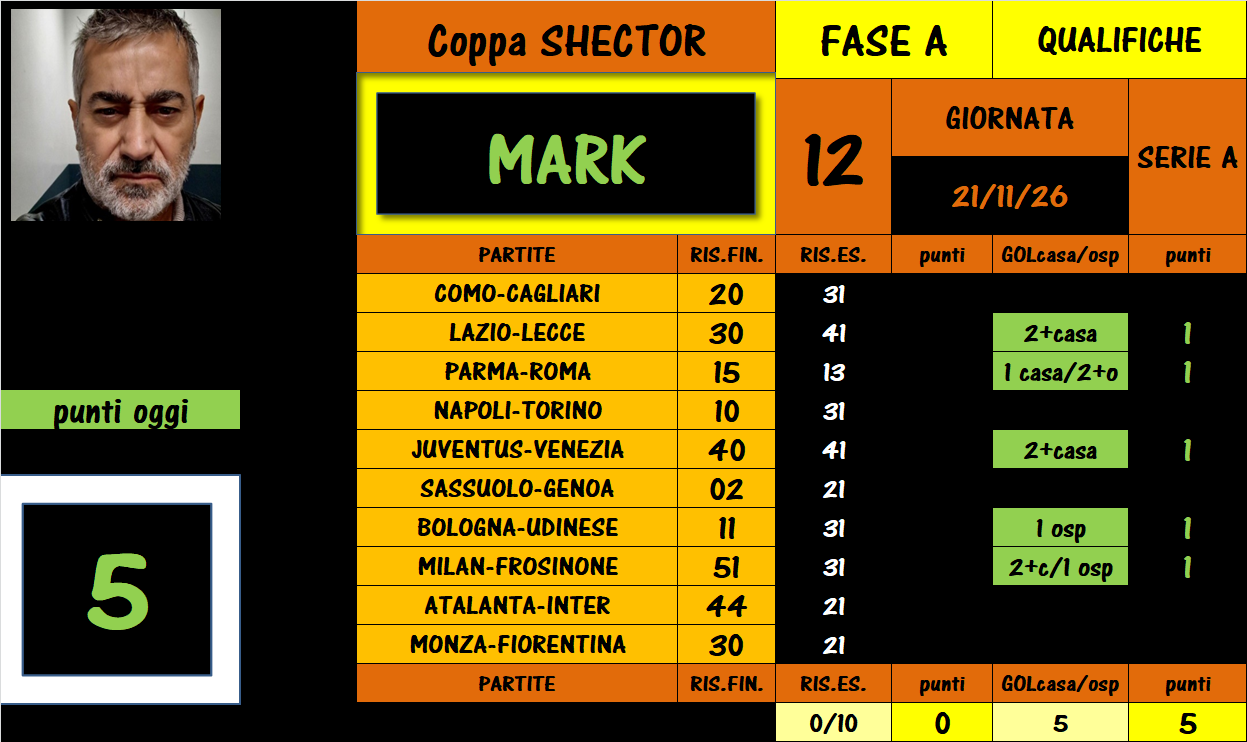 Coppa SHECTOR
FASE A
QUALIFICHE
MARK
12
GIORNATA
21/11/26
SERIE A
PARTITE RIS.FIN. RIS.ES. punti GOLcasa/osp punti
COMO-CAGLIARI 20 31
LAZIO-LECCE 30 41 2+casa 1
PARMA-ROMA 15 13 1 casa/2+o 1
NAPOLI-TORINO 10 31
JUVENTUS-VENEZIA 40 41 2+casa 1
SASSUOLO-GENOA 02 21
BOLOGNA-UDINESE 11 31 1 osp 1
MILAN-FROSINONE 51 31 2+c/1 osp 1
ATALANTA-INTER 44 21
MONZA-FIORENTINA 30 21
PARTITE RIS.FIN. RIS.ES. punti GOLcasa/osp punti
0/10 0 5 5
punti oggi
5